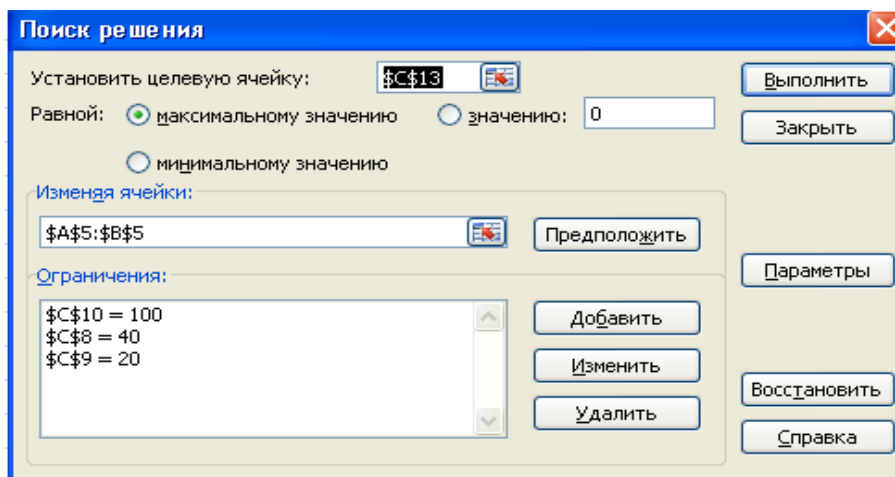 Поиск решения
Установить целевую ячейку: $C$13
Выполнить
Равной: максимальному значению значению: 0
Закрыть
минимальному значению
Изменяя ячейки:
$A$5:$B$5
Предположить
Ограничения:
Параметры
$C$10 = 100
$C$8 = 40
$C$9 = 20
Добавить
Изменить
Удалить
Восстановить
Справка